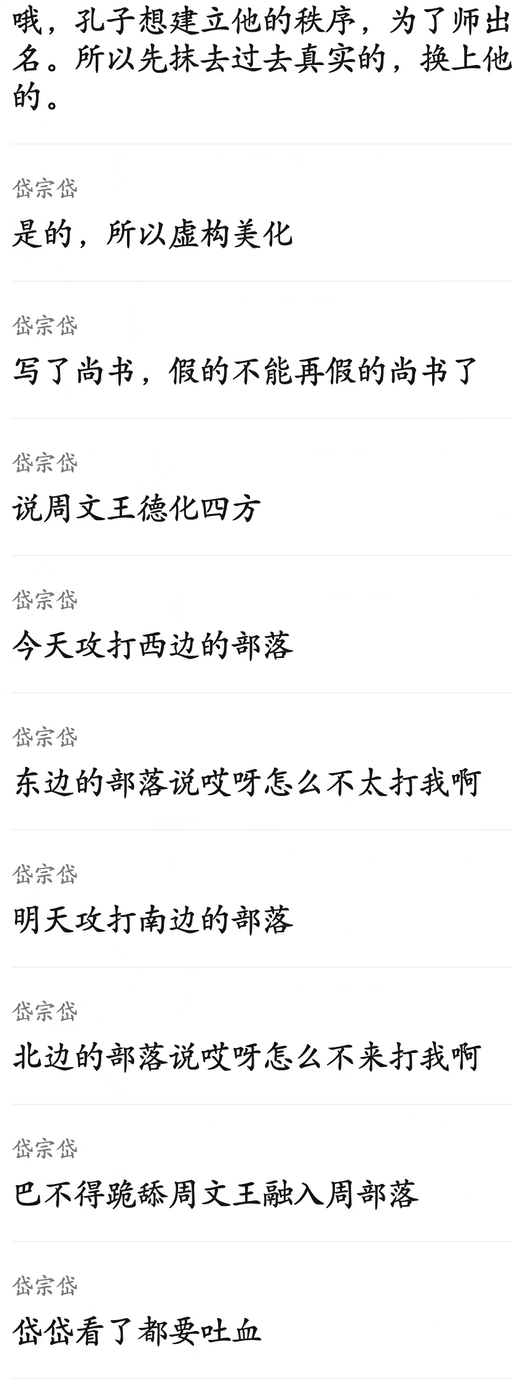 哦，孔子想建立他的秩序，为了师出
名。所以先抹去过去真实的，换上他
的。
岱宗岱
是的，所以虚构美化
岱宗岱
写了尚书，假的不能再假的尚书了
岱宗岱
说周文王德化四方
岱宗岱
今天攻打西边的部落
岱宗岱
东边的部落说哎呀怎么不太打我啊
岱宗岱
明天攻打南边的部落
岱宗岱
北边的部落说哎呀怎么不来打我啊
岱宗岱
巴不得跪舔周文王融入周部落
岱宗岱
岱岱看了都要吐血